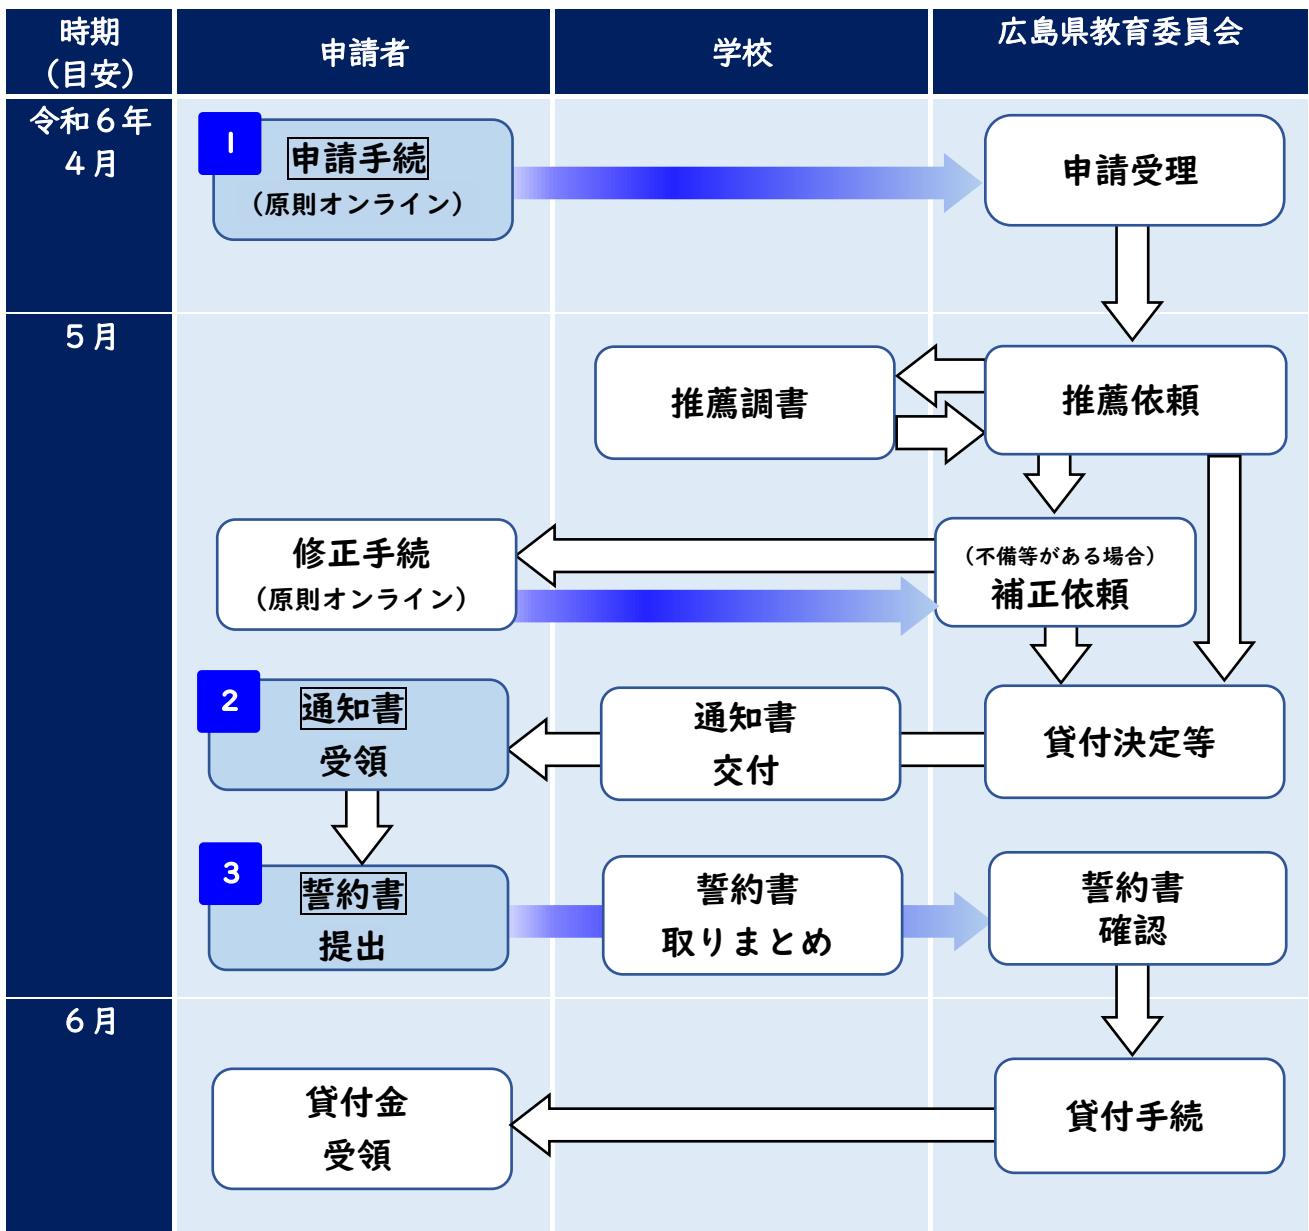 時期
（目安）
申請者
学校
広島県教育委員会
令和６年
４月
1
申請手続
（原則オンライン）
申請受理
５月
推薦調書
推薦依頼
修正手続
（原則オンライン）
（不備等がある場合）
補正依頼
2
通知書
受領
通知書
交付
貸付決定等
3
誓約書
提出
誓約書
取りまとめ
誓約書
確認
６月
貸付金
受領
貸付手続